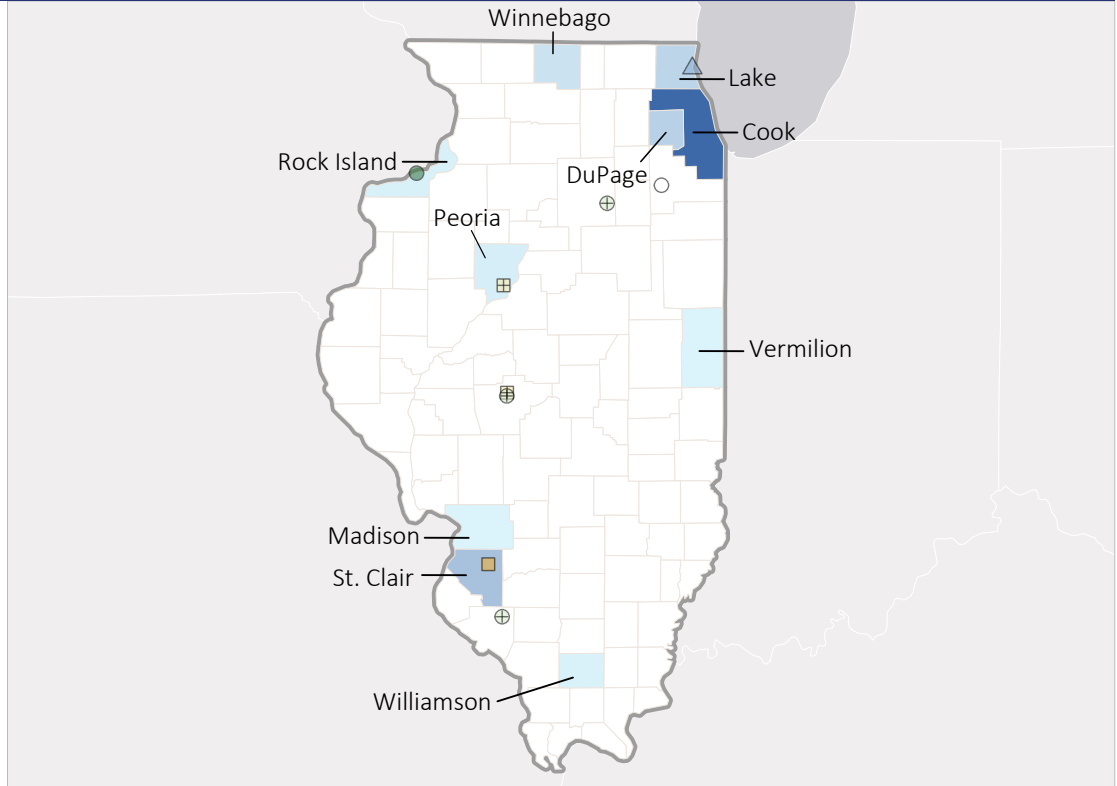 Winnebago
Lake
Cook
Rock Island
DuPage
Peoria
Vermilion
Madison
St. Clair
Williamson